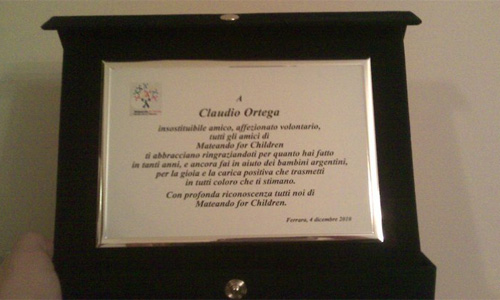 A
Claudio Ortega
insostituibile amico, affezionato volontario,
tutti gli amici di
Mateando for Children
ti abbracciano ringraziandoti per quanto hai fatto
in tanti anni, e ancora fai in aiuto dei bambini argentini,
per la gioia e la carica positiva che trasmetti
in tutti coloro che ti stimano.
Con profonda riconoscenza tutti noi di
Mateando for Children.
Ferrara, 4 dicembre 2010